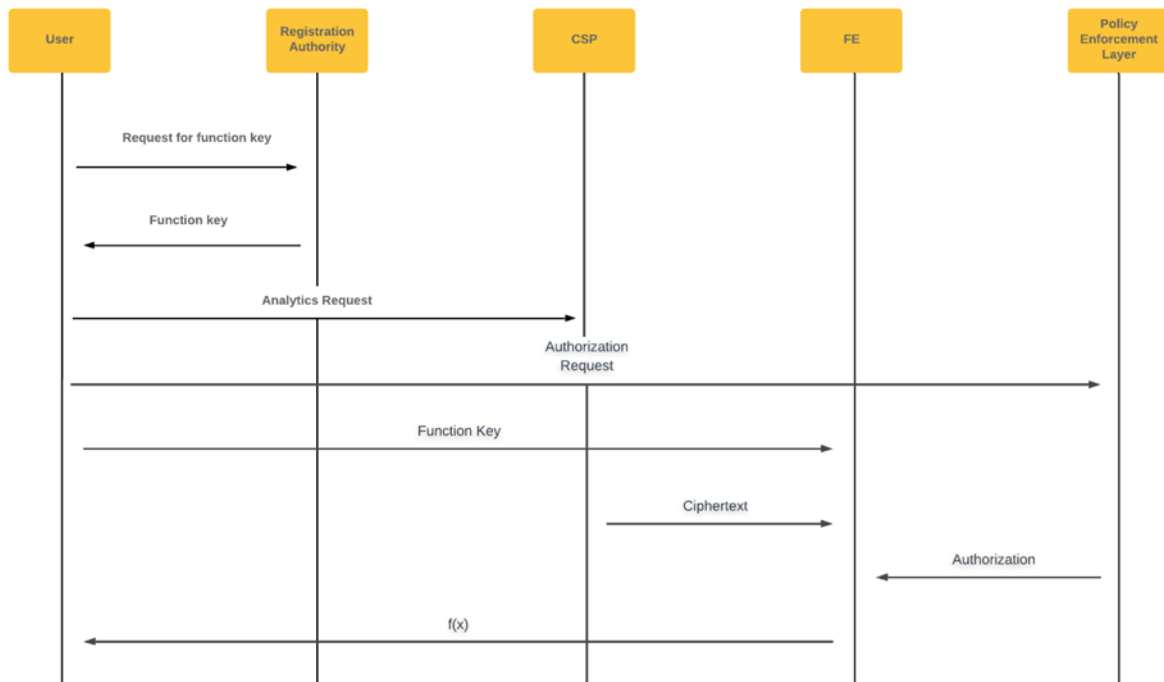 User
Registration
Authority
CSP
FE
Policy
Enforcement
Layer
Request for function key
Function key
Analytics Request
Authorization
Request
Function Key
Ciphertext
Authorization
f(x)